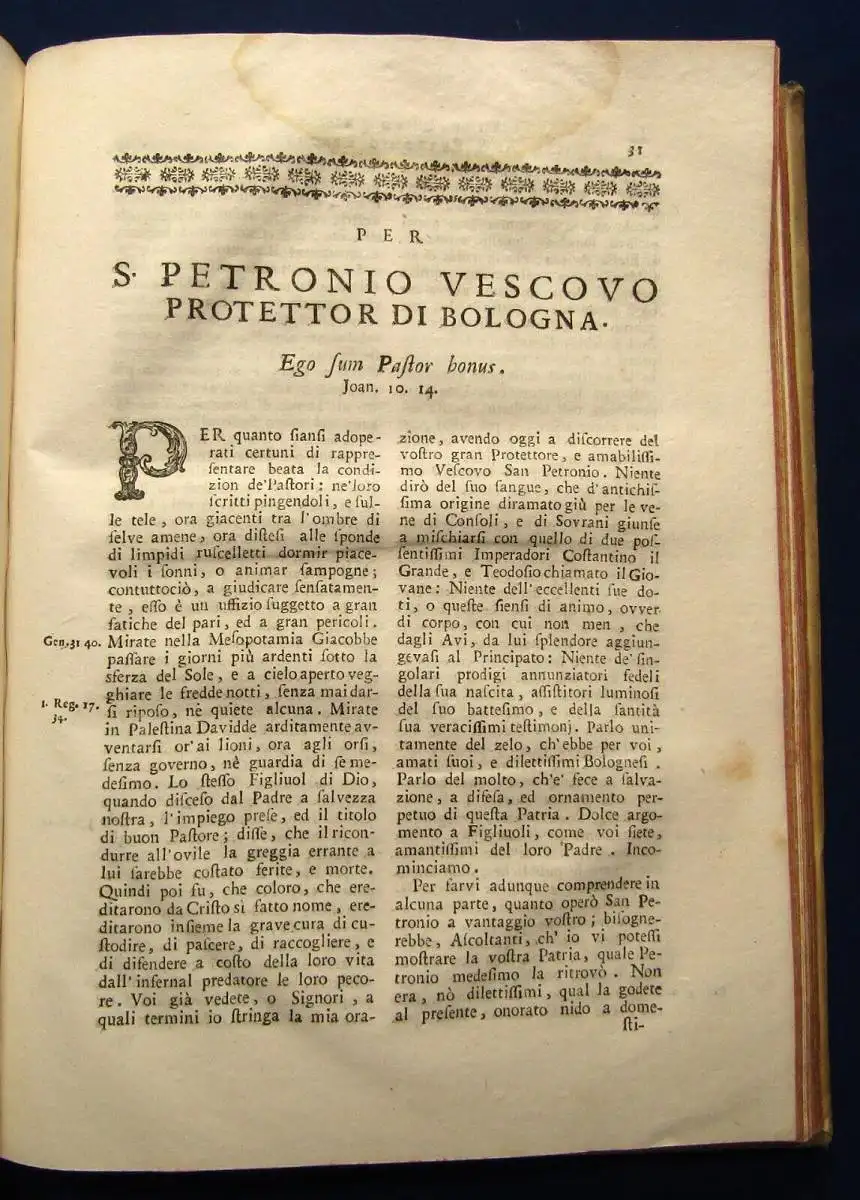 31
PER
S. PETRONIO VESCOVO
PROTETTOR DI BOLOGNA.
Ego ſum Paſtor bonus.
Joan. 10. 14.
PER quanto ſianſi adope-
rati certuni di rappre-
ſentare beata la condi-
zion de'Paſtori: ne'loro
ſcritti pingendoli, e ſul-
le tele, ora giacenti tra l'ombre di
ſelve amene, ora diſteſi alle ſponde
di limpidi ruſcelletti dormir piace-
voli i ſonni, o animar ſampogne;
contuttociò, a giudicare ſenſatamen-
te, eſſo è un uffizio ſuggetto a gran
fatiche del pari, ed a gran pericoli.
Gen. 31 40. Mirate nella Meſopotamia Giacobbe
paſſare i giorni più ardenti ſotto la
sferza del Sole, e a cielo aperto veg-
ghiare le fredde notti, ſenza mai dar-
1. Reg. 17. ſi ripoſo, nè quiete alcuna. Mirate
34. in Paleſtina Davidde arditamente av-
ventarſi or'ai lioni, ora agli orſi,
ſenza governo, nè guardia di ſe me-
deſimo. Lo ſteſſo Figliuol di Dio,
quando diſceſo dal Padre a ſalvezza
noſtra, l'impiego preſe, ed il titolo
di buon Paſtore; diſſe, che il ricon-
durre all'ovile la greggia errante a
lui ſarebbe coſtato ferite, e morte.
Quindi poi fu, che coloro, che ere-
ditarono da Criſto sì fatto nome, ere-
ditarono inſieme la grave cura di cu-
ſtodire, di paſcere, di raccogliere, e
di difendere a coſto della loro vita
dall'infernal predatore le loro peco-
re. Voi già vedete, o Signori, a
quali termini io ſtringa la mia ora-
zione, avendo oggi a diſcorrere del
voſtro gran Protettore, e amabiliſſi-
mo Veſcovo San Petronio. Niente
dirò del ſuo ſangue, che d'antichiſ-
ſima origine diramato giù per le ve-
ne di Conſoli, e di Sovrani giunſe
a miſchiarſi con quello di due poſ-
ſentiſſimi Imperadori Coſtantino il
Grande, e Teodoſio chiamato il Gio-
vane: Niente dell'eccellenti ſue do-
ti, o queſte ſienſi di animo, ovver
di corpo, con cui non men, che
dagli Avi, da lui ſplendore aggiun-
gevaſi al Principato: Niente de'ſin-
golari prodigi annunziatori fedeli
della ſua naſcita, aſſiſtitori luminoſi
del ſuo batteſimo, e della ſantità
ſua veraciſſimi teſtimonj. Parlo uni-
tamente del zelo, ch'ebbe per voi,
amati ſuoi, e dilettiſſimi Bologneſi.
Parlo del molto, ch'e' fece a ſalva-
zione, a difeſa, ed ornamento per-
petuo di queſta Patria. Dolce argo-
mento a Figliuoli, come voi ſiete,
amantiſſimi del loro Padre. Inco-
minciamo.
Per farvi adunque comprendere in
alcuna parte, quanto operò San Pe-
tronio a vantaggio voſtro; biſogne-
rebbe, Aſcoltanti, ch' io vi poteſſi
moſtrare la voſtra Patria, quale Pe-
tronio medeſimo la ritrovò. Non
era, nò dilettiſſimi, qual la godete
al preſente, onorato nido a dome-
ſti-